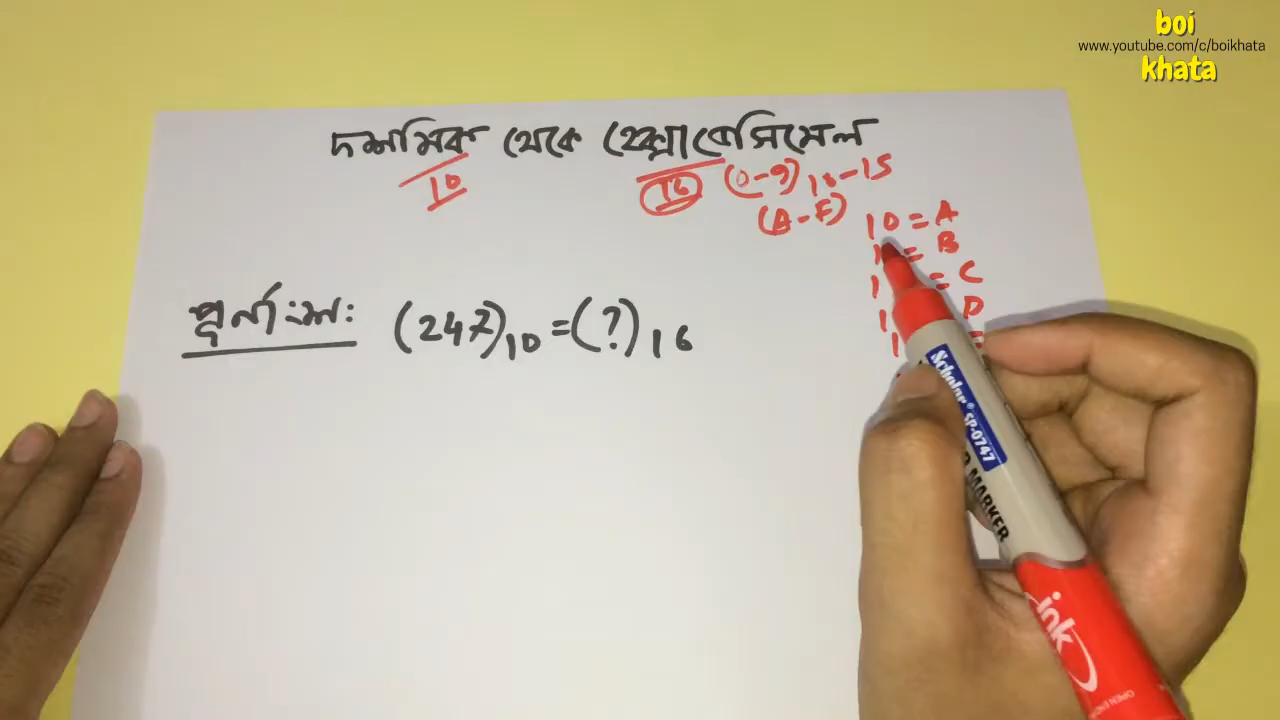 boi
www.youtube.com/c/boikhata
khata
দশমিক থেকে হেক্সাডেসিমেল
10 16 (0-9) 10-15
(A-F)
10 = A
= B
= C
D
পূর্ণাংশ: (247)10 = (?)16
Scholar® SP-0747
MARKER
ink